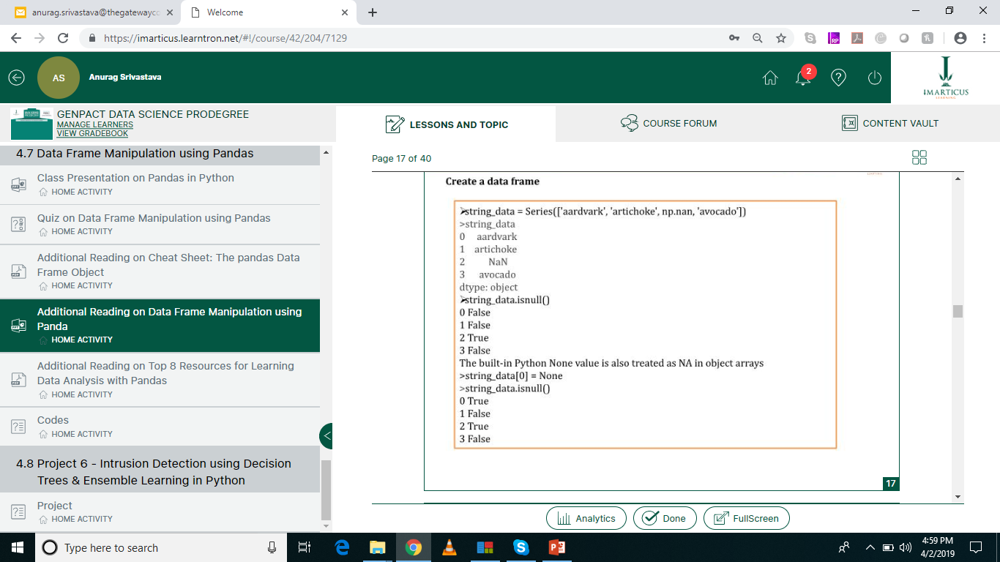 anurag.srivastava@thegatewayco
Welcome
https://imarticus.learntron.net/#!/course/42/204/7129
AS
Anurag Srivastava
2
IMARTICUS
LEARNING
GENPACT DATA SCIENCE PRODEGREE
MANAGE LEARNERS
VIEW GRADEBOOK
LESSONS AND TOPIC
COURSE FORUM
CONTENT VAULT
4.7 Data Frame Manipulation using Pandas
Class Presentation on Pandas in Python
HOME ACTIVITY
Quiz on Data Frame Manipulation using Pandas
HOME ACTIVITY
Additional Reading on Cheat Sheet: The pandas Data
Frame Object
HOME ACTIVITY
Additional Reading on Data Frame Manipulation using
Panda
HOME ACTIVITY
Additional Reading on Top 8 Resources for Learning
Data Analysis with Pandas
HOME ACTIVITY
Codes
HOME ACTIVITY
4.8 Project 6 - Intrusion Detection using Decision
Trees & Ensemble Learning in Python
Project
HOME ACTIVITY
Page 17 of 40
Create a data frame
➢string_data = Series(['aardvark', 'artichoke', np.nan, 'avocado'])
>string_data
0 aardvark
1 artichoke
2 NaN
3 avocado
dtype: object
➢string_data.isnull()
0 False
1 False
2 True
3 False
The built-in Python None value is also treated as NA in object arrays
>string_data[0] = None
>string_data.isnull()
0 True
1 False
2 True
3 False
17
Analytics
Done
FullScreen
Type here to search
4:59 PM
4/2/2019